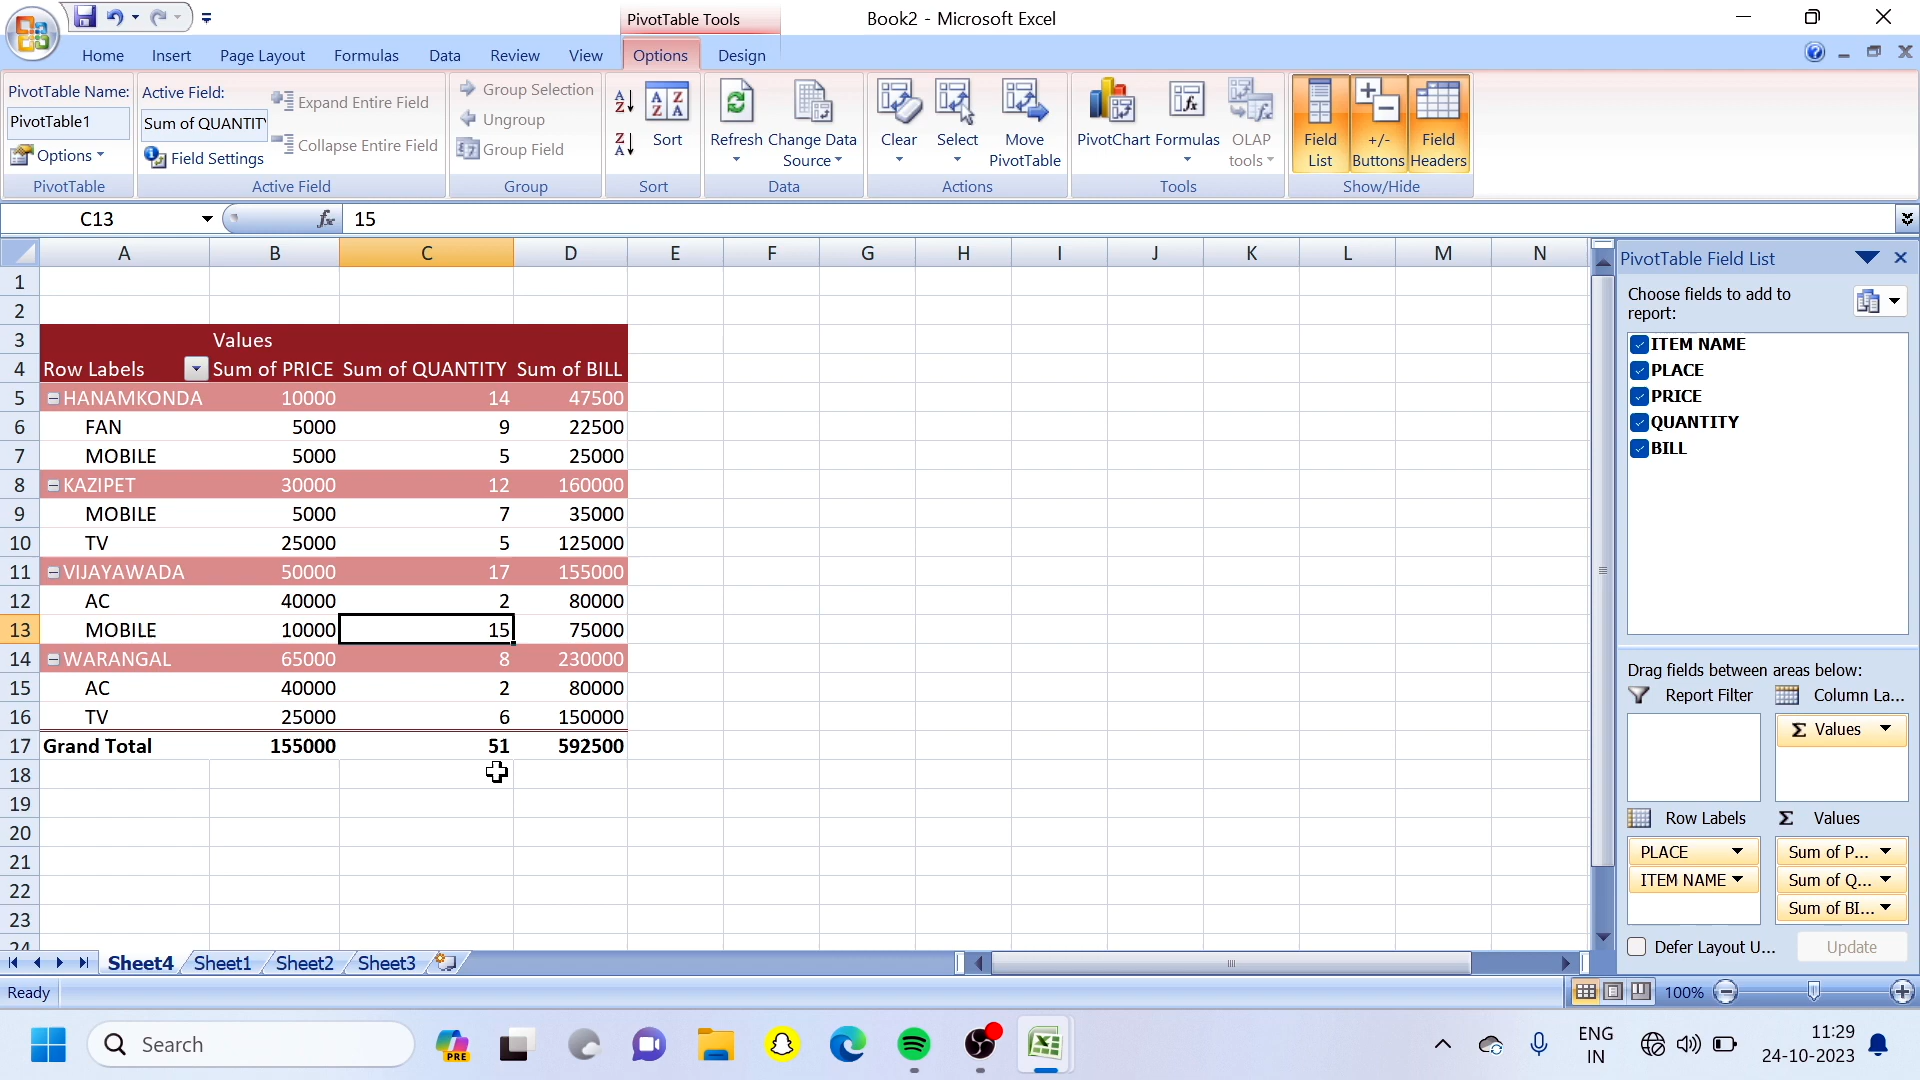 PivotTable Tools
Book2 - Microsoft Excel
Home Insert Page Layout Formulas Data Review View Options Design
PivotTable Name:
PivotTable1
Options
PivotTable
Active Field:
Sum of QUANTIT
Field Settings
Expand Entire Field
Collapse Entire Field
Active Field
Group Selection
Ungroup
Group Field
Group
Sort
Sort
Refresh
Change Data
Source
Data
Clear
Select
Move
PivotTable
Actions
PivotChart
Formulas
OLAP
tools
Tools
Field
List
+/-
Buttons
Field
Headers
Show/Hide
C13
fx
15
A B C D E F G H I J K L M N
1
2
3 Values
4 Row Labels Sum of PRICE Sum of QUANTITY Sum of BILL
5 HANAMKONDA 10000 14 47500
6 FAN 5000 9 22500
7 MOBILE 5000 5 25000
8 KAZIPET 30000 12 160000
9 MOBILE 5000 7 35000
10 TV 25000 5 125000
11 VIJAYAWADA 50000 17 155000
12 AC 40000 2 80000
13 MOBILE 10000 15 75000
14 WARANGAL 65000 8 230000
15 AC 40000 2 80000
16 TV 25000 6 150000
17 Grand Total 155000 51 592500
18
19
20
21
22
23
24
PivotTable Field List
Choose fields to add to
report:
ITEM NAME
PLACE
PRICE
QUANTITY
BILL
Drag fields between areas below:
Report Filter
Column La...
Σ Values
Row Labels
Σ Values
PLACE
ITEM NAME
Sum of P...
Sum of Q...
Sum of BI...
Defer Layout U...
Update
Sheet4 Sheet1 Sheet2 Sheet3
Ready
100%
Search
PRE
ENG
IN
11:29
24-10-2023